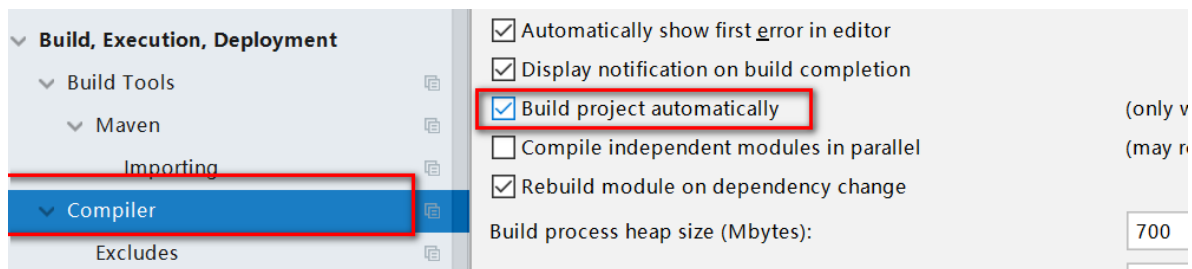 Build, Execution, Deployment
Build Tools
Maven
Importing
Compiler
Excludes
Automatically show first error in editor
Display notification on build completion
Build project automatically (only
Compile independent modules in parallel (may
Rebuild module on dependency change
Build process heap size (Mbytes): 700